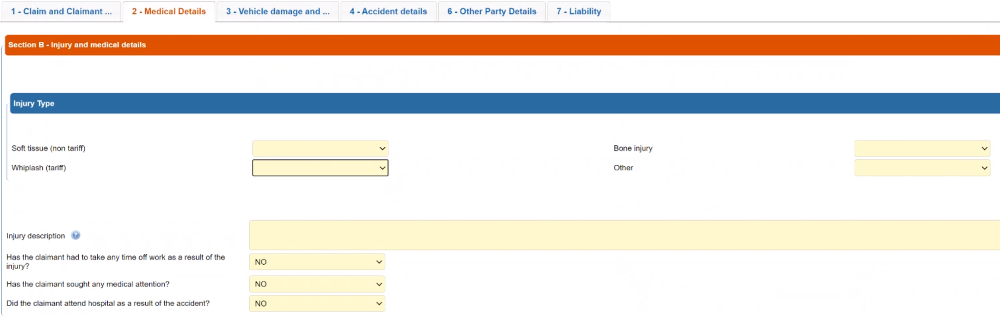 1 - Claim and Claimant ...
2 - Medical Details
3 - Vehicle damage and ...
4 - Accident details
6 - Other Party Details
7 - Liability
Section B - Injury and medical details
Injury Type
Soft tissue (non tariff)
Bone injury
Whiplash (tariff)
Other
Injury description
Has the claimant had to take any time off work as a result of the
injury?
NO
Has the claimant sought any medical attention?
NO
Did the claimant attend hospital as a result of the accident?
NO